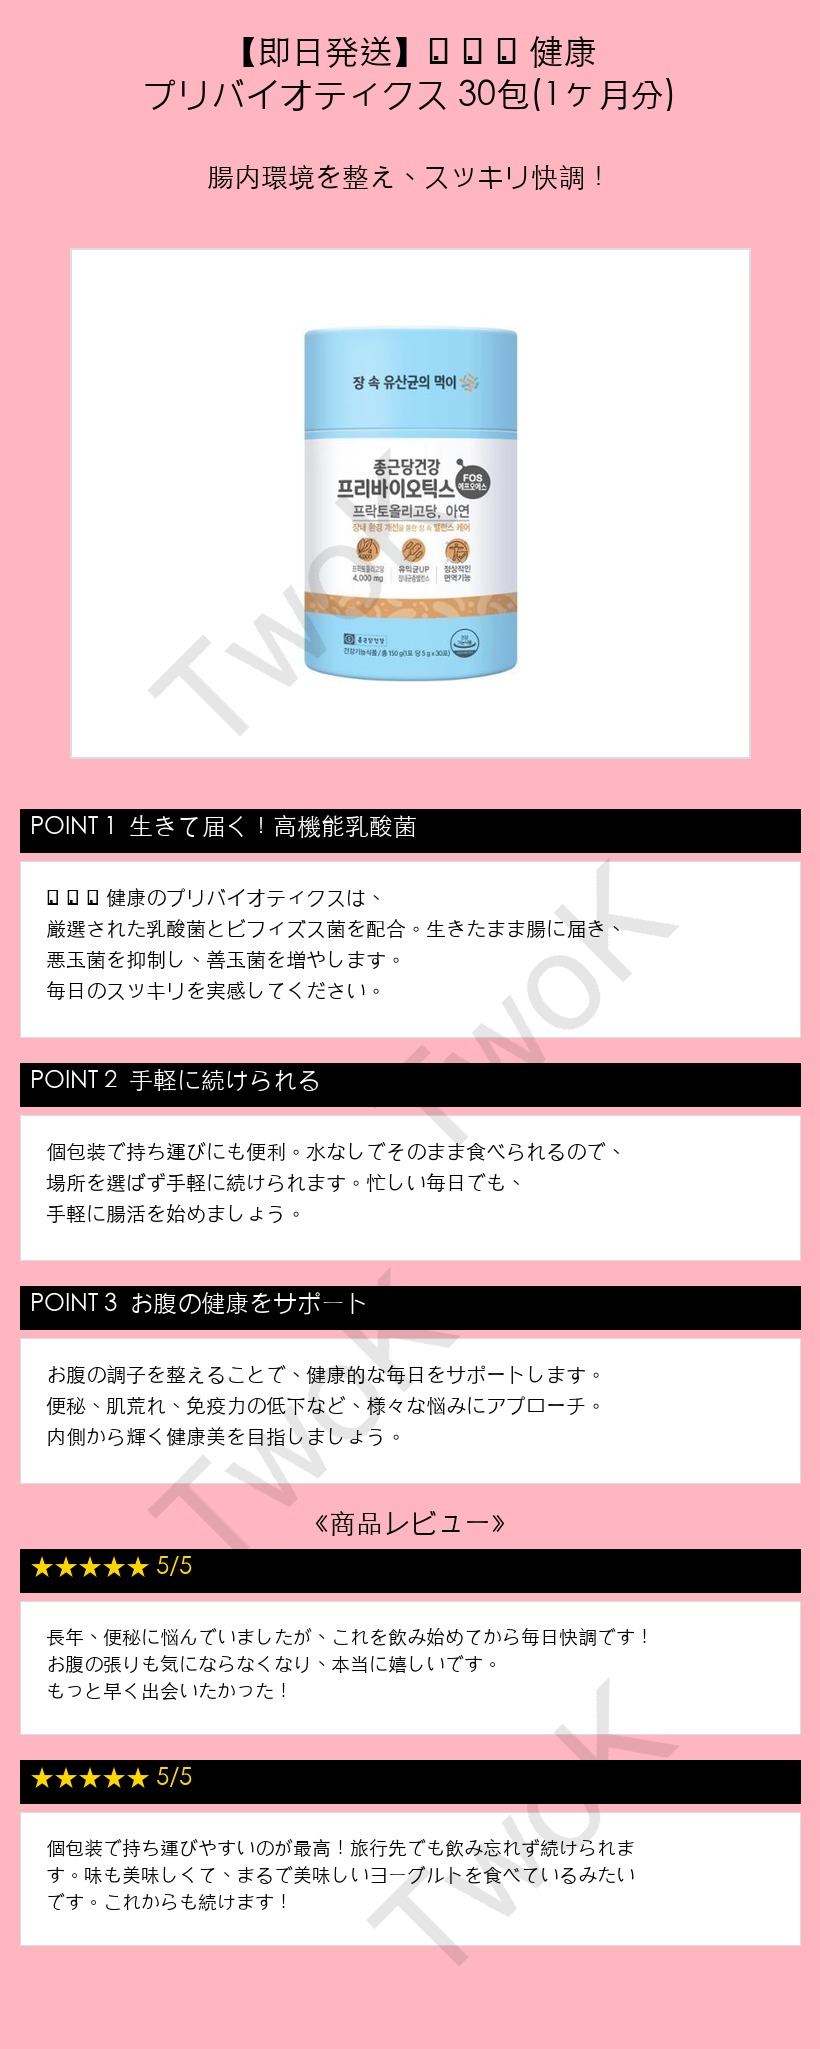 【即日発送】 健康
プリバイオティクス 30包(1ヶ月分)
腸内環境を整え、スッキリ快調！
장 속 유산균의 먹이
종근당건강
프리바이오틱스
FOS
에프오에스
프락토올리고당, 아연
장내 환경 개선을 통한 장 속 밸런스 케어
프락토올리고당
4,000 mg
유익균UP
장내균총밸런스
정상적인
면역기능
종근당건강
건강기능식품 / 총 150 g(1포 당 5 g x 30포)
TwoK
POINT 1 生きて届く！高機能乳酸菌
健康のプリバイオティクスは、
厳選された乳酸菌とビフィズス菌を配合。生きたまま腸に届き、
悪玉菌を抑制し、善玉菌を増やします。
毎日のスッキリを実感してください。
TwoK
POINT 2 手軽に続けられる
個包装で持ち運びにも便利。水なしでそのまま食べられるので、
場所を選ばず手軽に続けられます。忙しい毎日でも、
手軽に腸活を始めましょう。
POINT 3 お腹の健康をサポート
お腹の調子を整えることで、健康的な毎日をサポートします。
便秘、肌荒れ、免疫力の低下など、様々な悩みにアプローチ。
内側から輝く健康美を目指しましょう。
TwoK
《商品レビュー》
★★★★★ 5/5
長年、便秘に悩んでいましたが、これを飲み始めてから毎日快調です！
お腹の張りも気にならなくなり、本当に嬉しいです。
もっと早く出会いたかった！
★★★★★ 5/5
個包装で持ち運びやすいのが最高！旅行先でも飲み忘れず続けられま
す。味も美味しくて、まるで美味しいヨーグルトを食べているみたい
です。これからも続けます！
TwoK